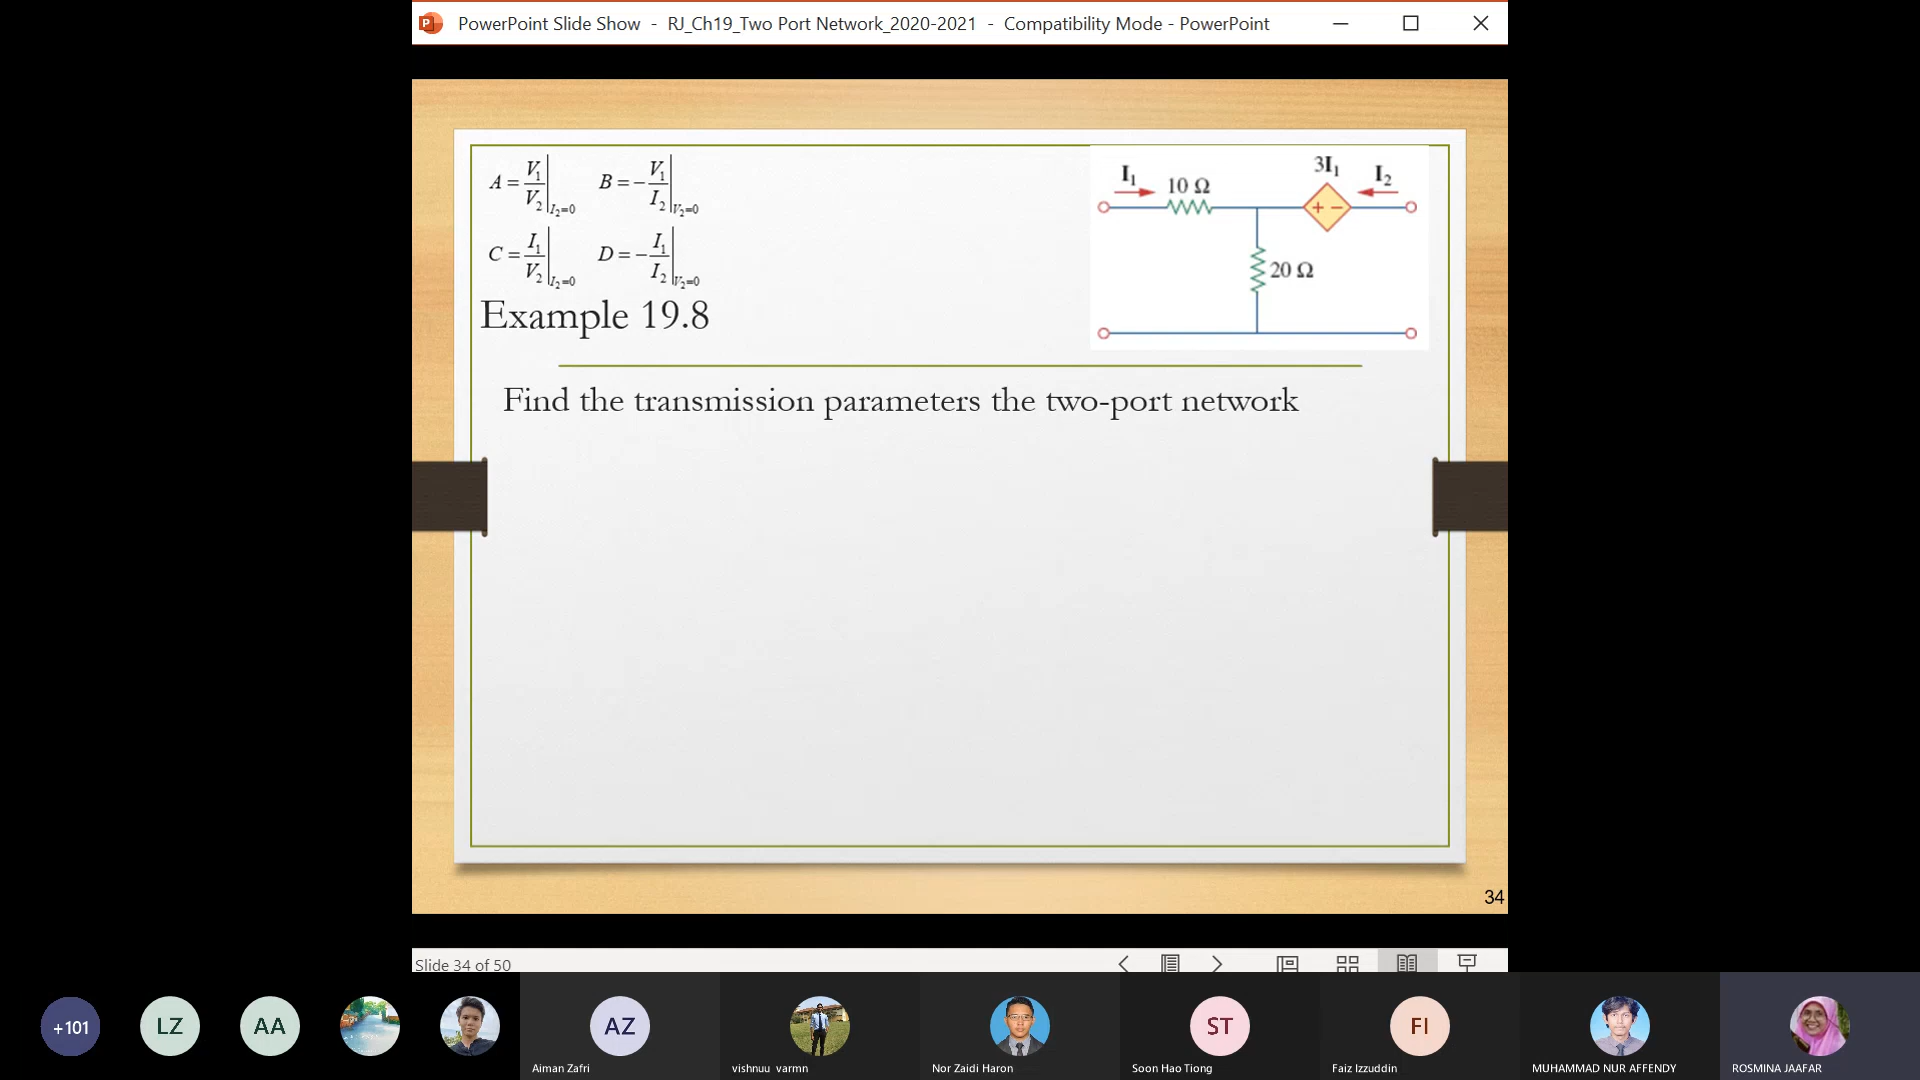 PowerPoint Slide Show - RJ_Ch19_Two Port Network_2020-2021 - Compatibility Mode - PowerPoint
A = V1/V2 | I2=0    B = − V1/I2 | V2=0
C = I1/V2 | I2=0    D = − I1/I2 | V2=0
I1 10 Ω 3I1 I2
+ −
20 Ω
Example 19.8
Find the transmission parameters the two-port network
34
Slide 34 of 50
+101 LZ AA AZ ST FI
Aiman Zafri vishnuu varmn Nor Zaidi Haron Soon Hao Tiong Faiz Izzuddin MUHAMMAD NUR AFFENDY ROSMINA JAAFAR